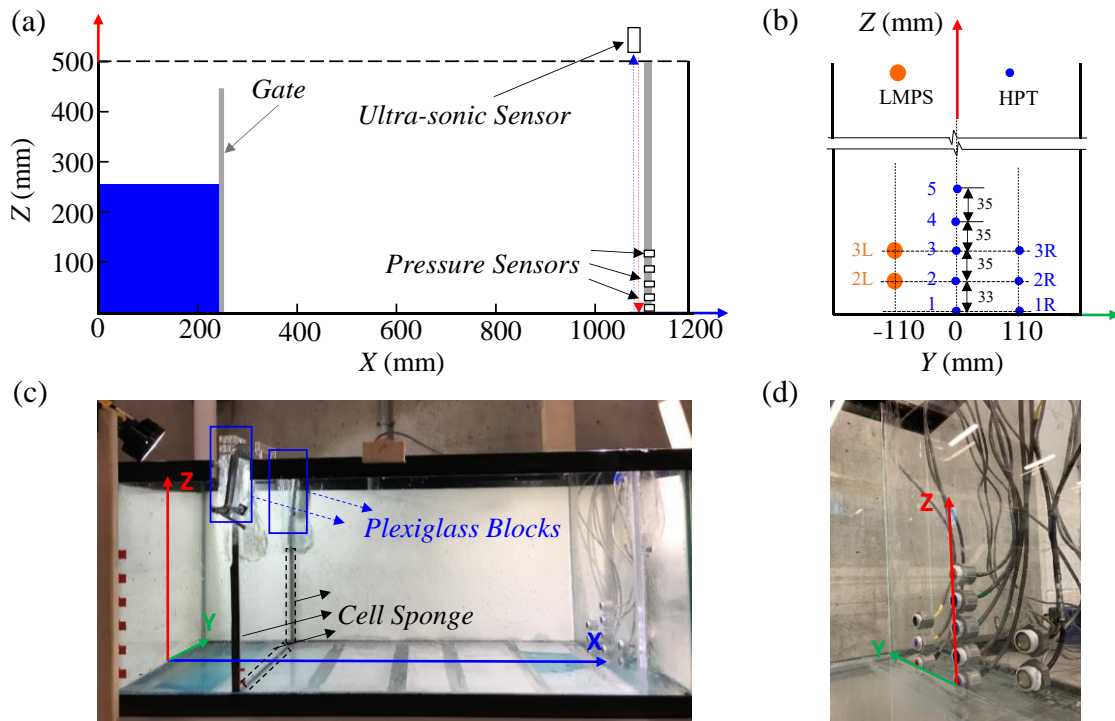 (a)
500
400
300
200
100
Z (mm)
Gate
Ultra-sonic Sensor
Pressure Sensors
0
200
400
600
800
1000
1200
X (mm)
(b)
Z (mm)
LMPS
HPT
5
35
4
35
3L
3
3R
35
2L
2
2R
33
1
1R
-110
0
110
Y (mm)
(c)
Z
Plexiglass Blocks
Y
Cell Sponge
X
(d)
Z
Y